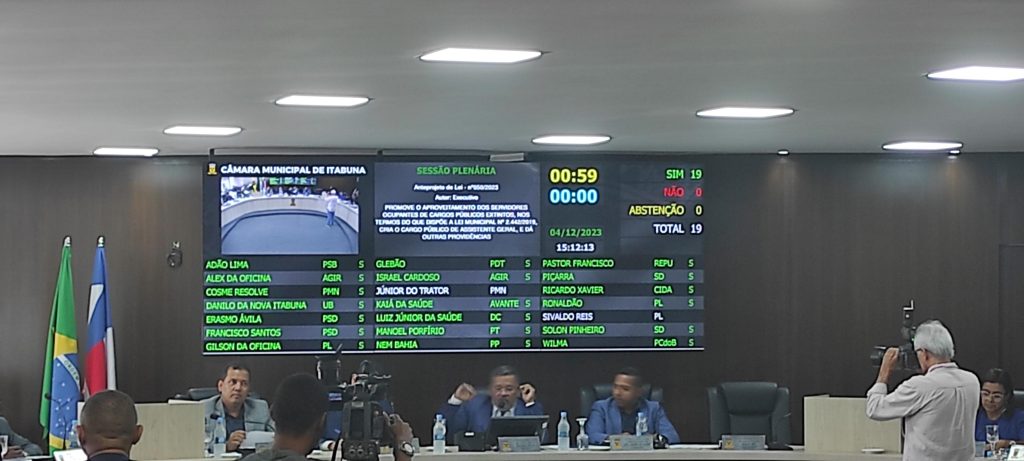 CÂMARA MUNICIPAL DE ITABUNA
SESSÃO PLENÁRIA
Anteprojeto de Lei - nº059/2023
Autor: Executivo
PROMOVE O APROVEITAMENTO DOS SERVIDORES
OCUPANTES DE CARGOS PÚBLICOS EXTINTOS, NOS
TERMOS DO QUE DISPÕE A LEI MUNICIPAL Nº 2.442/2019,
CRIA O CARGO PÚBLICO DE ASSISTENTE GERAL, E DÁ
OUTRAS PROVIDÊNCIAS
00:59
00:00
04/12/2023
15:12:13
SIM 19
NÃO 0
ABSTENÇÃO 0
TOTAL 19
ADÃO LIMA PSB S
ALEX DA OFICINA AGIR S
COSME RESOLVE PMN S
DANILO DA NOVA ITABUNA UB S
ERASMO ÁVILA PSD S
FRANCISCO SANTOS PSD S
GILSON DA OFICINA PL S
GLEBÃO PDT S
ISRAEL CARDOSO AGIR S
JÚNIOR DO TRATOR PMN
KAIÁ DA SAÚDE AVANTE S
LUIZ JÚNIOR DA SAÚDE DC S
MANOEL PORFÍRIO PT S
NEM BAHIA PP S
PASTOR FRANCISCO REPU S
PIÇARRA SD S
RICARDO XAVIER CIDA S
RONALDÃO PL S
SIVALDO REIS PL
SOLON PINHEIRO SD S
WILMA PCdoB S